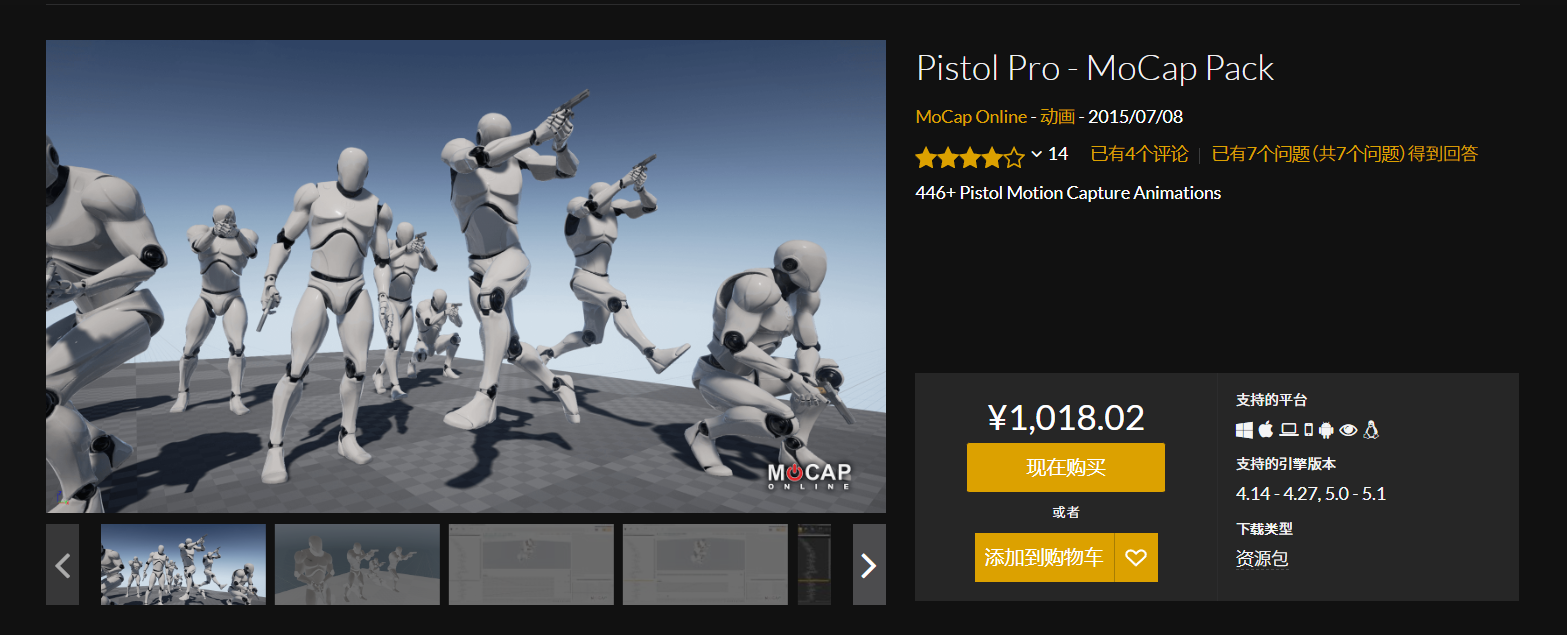 Pistol Pro - MoCap Pack
MoCap Online - 动画 - 2015/07/08
14 已有4个评论 | 已有7个问题(共7个问题)得到回答
446+ Pistol Motion Capture Animations
MOCAP
ONLINE
¥1,018.02
现在购买
或者
添加到购物车
支持的平台
支持的引擎版本
4.14 - 4.27, 5.0 - 5.1
下载类型
资源包